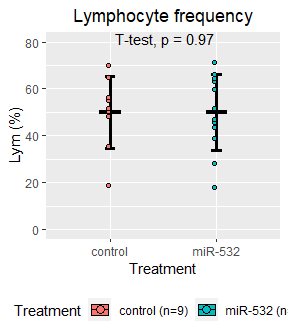 Lymphocyte frequency
T-test, p = 0.97
80
60
40
20
0
Lym (%)
control
miR-532
Treatment
Treatment control (n=9) miR-532 (n